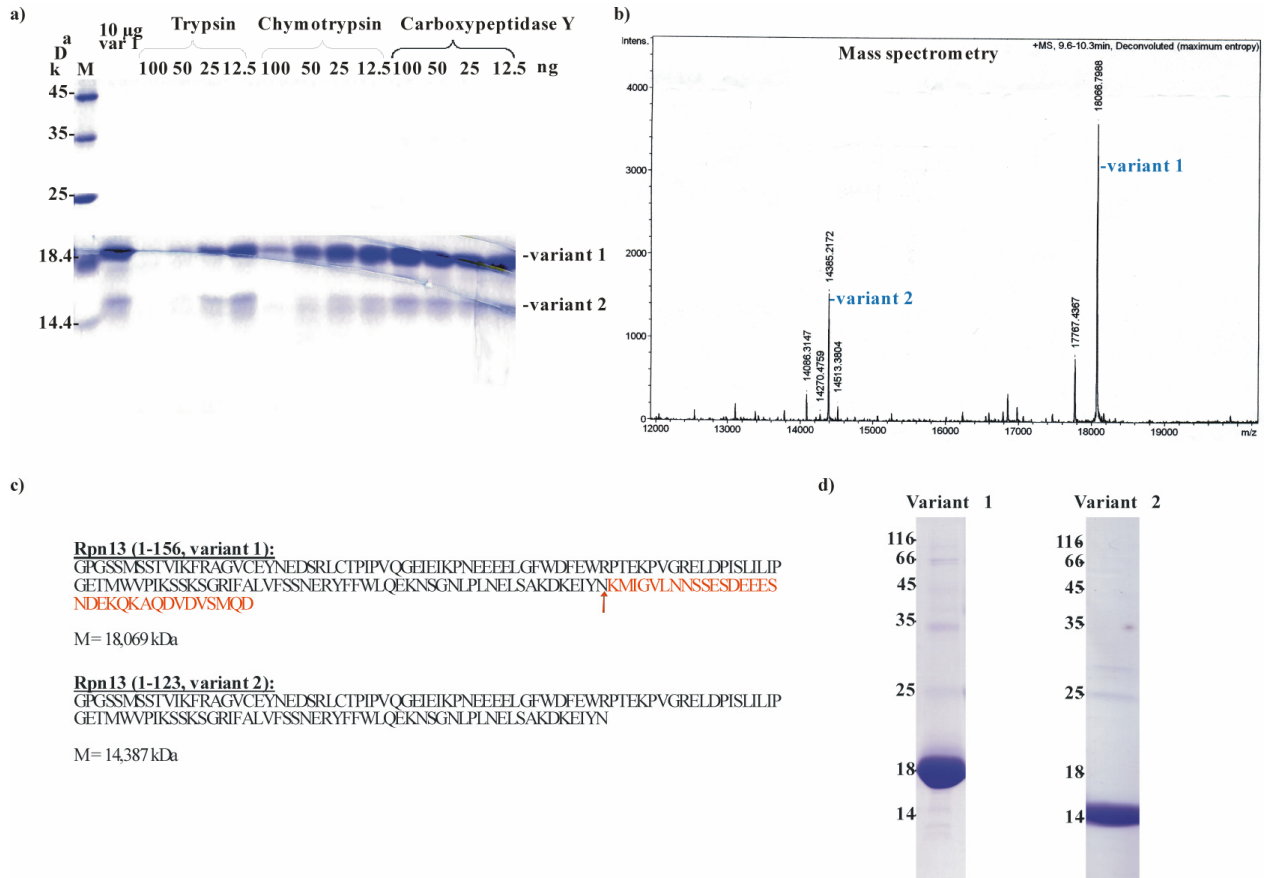 a)
10 µg
var 1
Trypsin
Chymotrypsin
Carboxypeptidase Y
a
D
k
M
100 50 25 12.5 100 50 25 12.5 100 50 25 12.5 ng
45-
35-
25-
18.4-
14.4-
-variant 1
-variant 2
b)
Intens.
Mass spectrometry
+MS, 9.6-10.3min, Deconvoluted (maximum entropy)
4000
3000
2000
1000
0
18066.7988
-variant 1
14385.2172
-variant 2
14086.3147
14270.4759
14513.3804
17767.4367
12000 14000 15000 16000 17000 18000 19000 m/z
c)
Rpn13 (1-156, variant 1):
GPGSSMSSTVIKFRAGVCEYNEDSRLCTPIPVQGEIEIKPNEEEELGFWDFEWRPTEKPVGRELDPISLILIP
GETMWVPIKSSKSGRIFALVFSSNERYFFWLQEKNSGNLPLNELSAKDKEIYNKMIGVLNNSSESDEEES
NDEKQKAQDVDVSMQD
M = 18,069 kDa
Rpn13 (1-123, variant 2):
GPGSSMSSTVIKFRAGVCEYNEDSRLCTPIPVQGEIEIKPNEEEELGFWDFEWRPTEKPVGRELDPISLILIP
GETMWVPIKSSKSGRIFALVFSSNERYFFWLQEKNSGNLPLNELSAKDKEIYN
M = 14,387 kDa
d)
Variant 1
116
66
45
35
25
18
14
Variant 2
116
66
45
35
25
18
14